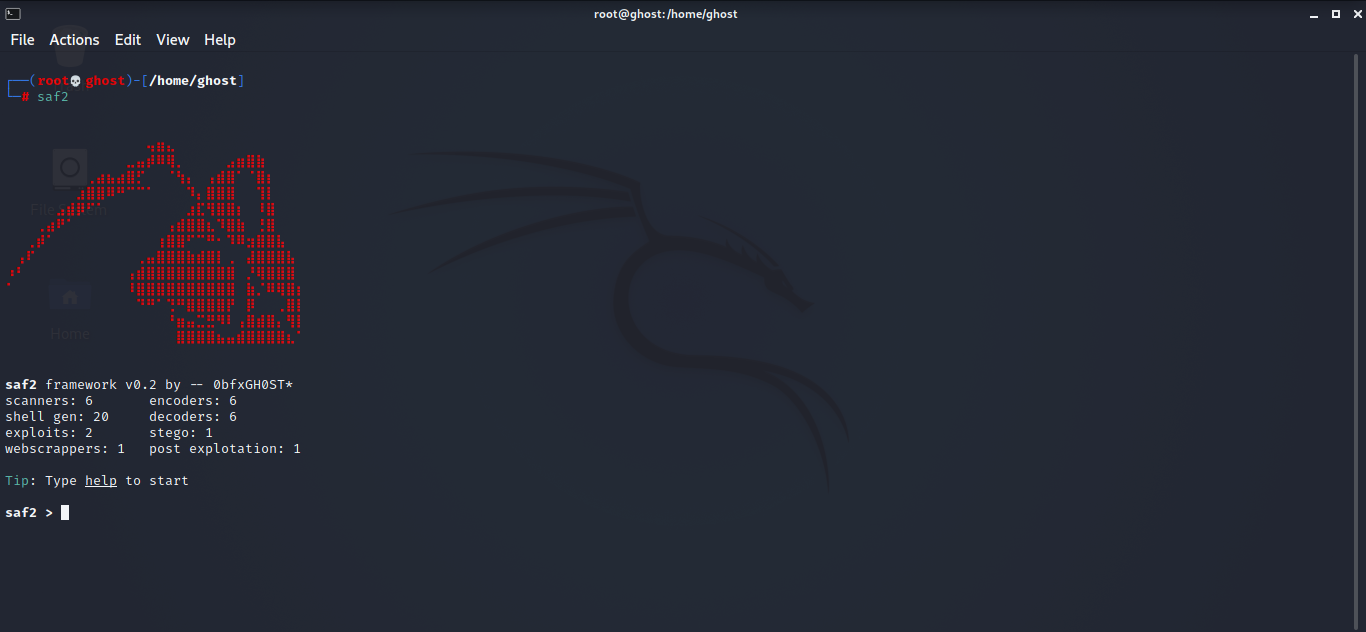 root@ghost:/home/ghost
File Actions Edit View Help
┌──(root💀ghost)-[/home/ghost]
└─# saf2
File System
Home
saf2 framework v0.2 by -- 0bfxGH0ST*
scanners: 6 encoders: 6
shell gen: 20 decoders: 6
exploits: 2 stego: 1
webscrappers: 1 post explotation: 1
Tip: Type help to start
saf2 >